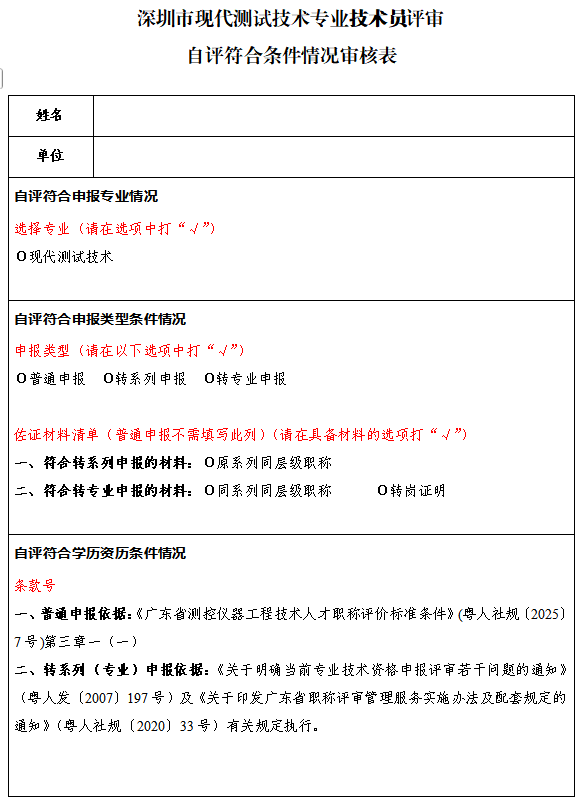 深圳市现代测试技术专业技术员评审
自评符合条件情况审核表
姓名
单位
自评符合申报专业情况
选择专业（请在选项中打“√”）
O现代测试技术
自评符合申报类型条件情况
申报类型（请在以下选项中打“√”）
O普通申报 O转系列申报 O转专业申报
佐证材料清单（普通申报不需填写此列）（请在具备材料的选项打“√”）
一、符合转系列申报的材料：O原系列同层级职称
二、符合转专业申报的材料：O同系列同层级职称 O转岗证明
自评符合学历资历条件情况
条款号
一、普通申报依据：《广东省测控仪器工程技术人才职称评价标准条件》(粤人社规〔2025〕
7号)第三章一（一）
二、转系列（专业）申报依据：《关于明确当前专业技术资格申报评审若干问题的通知》
（粤人发〔2007〕197号）及《关于印发广东省职称评审管理服务实施办法及配套规定的
通知》（粤人社规〔2020〕33号）有关规定执行。